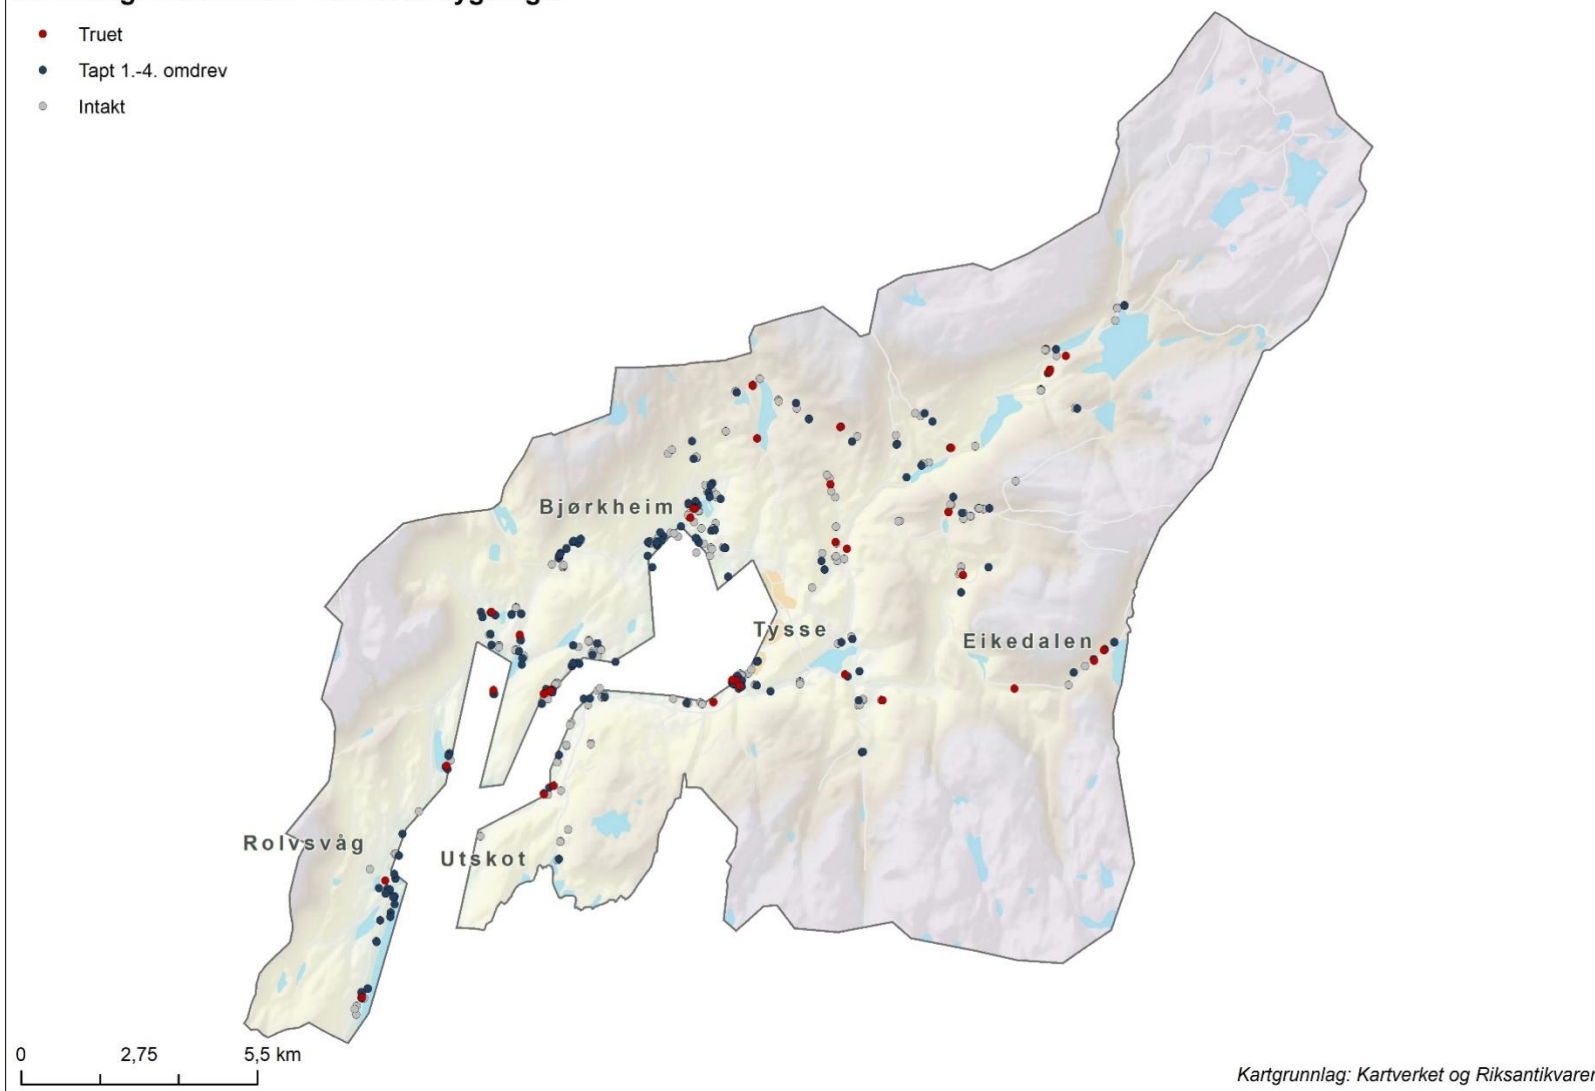 Truet
Tapt 1.-4. omdrev
Intakt
Bjørkheim
Tysse
Eikedalen
Rolvsvåg
Utskot
0 2,75 5,5 km
Kartgrunnlag: Kartverket og Riksantikvaren